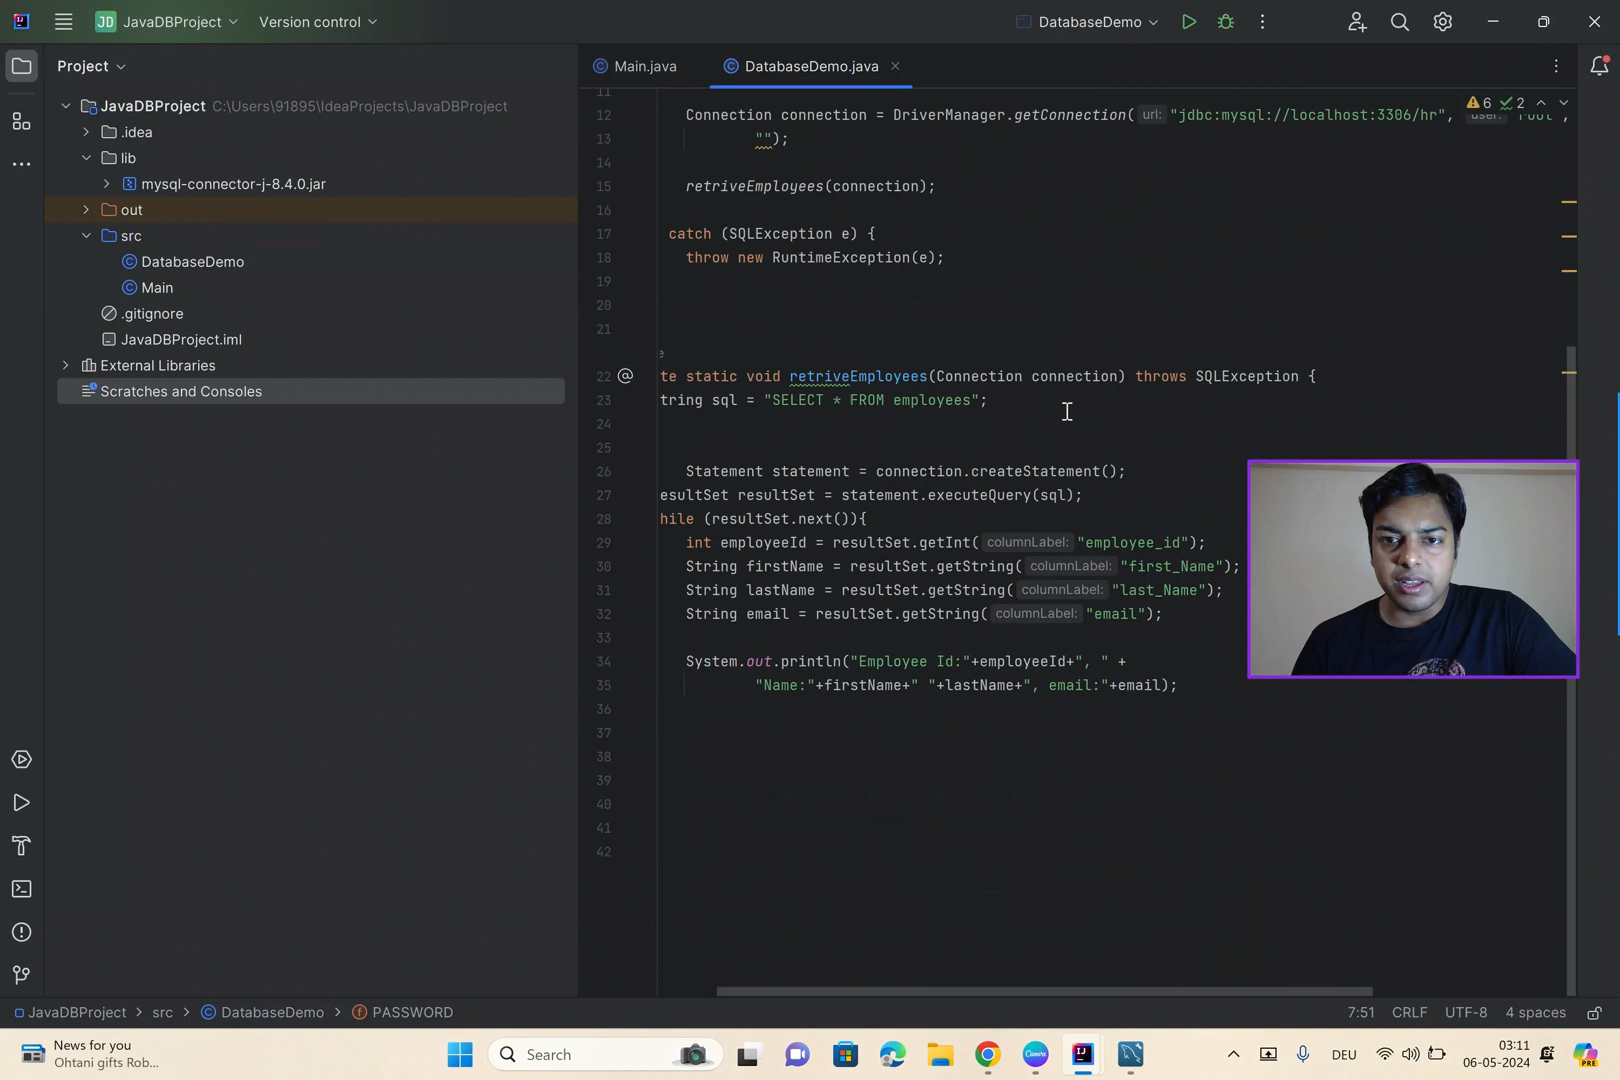 JD JavaDBProject Version control DatabaseDemo
Project
Main.java DatabaseDemo.java
JavaDBProject C:\Users\91895\IdeaProjects\JavaDBProject
.idea
lib
mysql-connector-j-8.4.0.jar
out
src
DatabaseDemo
Main
.gitignore
JavaDBProject.iml
External Libraries
Scratches and Consoles
6 2
11
12 Connection connection = DriverManager.getConnection( url: "jdbc:mysql://localhost:3306/hr", user: "root",
13 "");
14
15 retriveEmployees(connection);
16
17 catch (SQLException e) {
18 throw new RuntimeException(e);
19
20
21
e
22 te static void retriveEmployees(Connection connection) throws SQLException {
23 tring sql = "SELECT * FROM employees";
24
25
26 Statement statement = connection.createStatement();
27 esultSet resultSet = statement.executeQuery(sql);
28 hile (resultSet.next()){
29 int employeeId = resultSet.getInt( columnLabel: "employee_id");
30 String firstName = resultSet.getString( columnLabel: "first_Name");
31 String lastName = resultSet.getString( columnLabel: "last_Name");
32 String email = resultSet.getString( columnLabel: "email");
33
34 System.out.println("Employee Id:"+employeeId+", " +
35 "Name:"+firstName+" "+lastName+", email:"+email);
36
37
38
39
40
41
42
JavaDBProject > src > DatabaseDemo > PASSWORD 7:51 CRLF UTF-8 4 spaces
News for you
Ohtani gifts Rob...
Search
Canva
DEU
03:11
06-05-2024
PRE